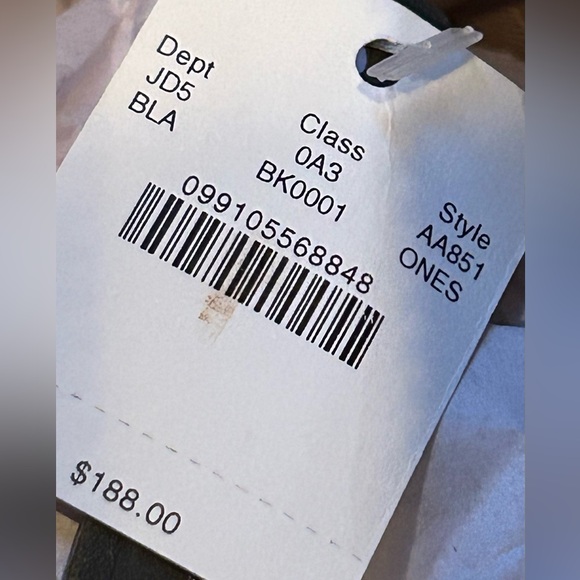 Dept
JD5
BLA
Class
0A3
BK0001
Style
AA851
ONES
099105568848
$188.00